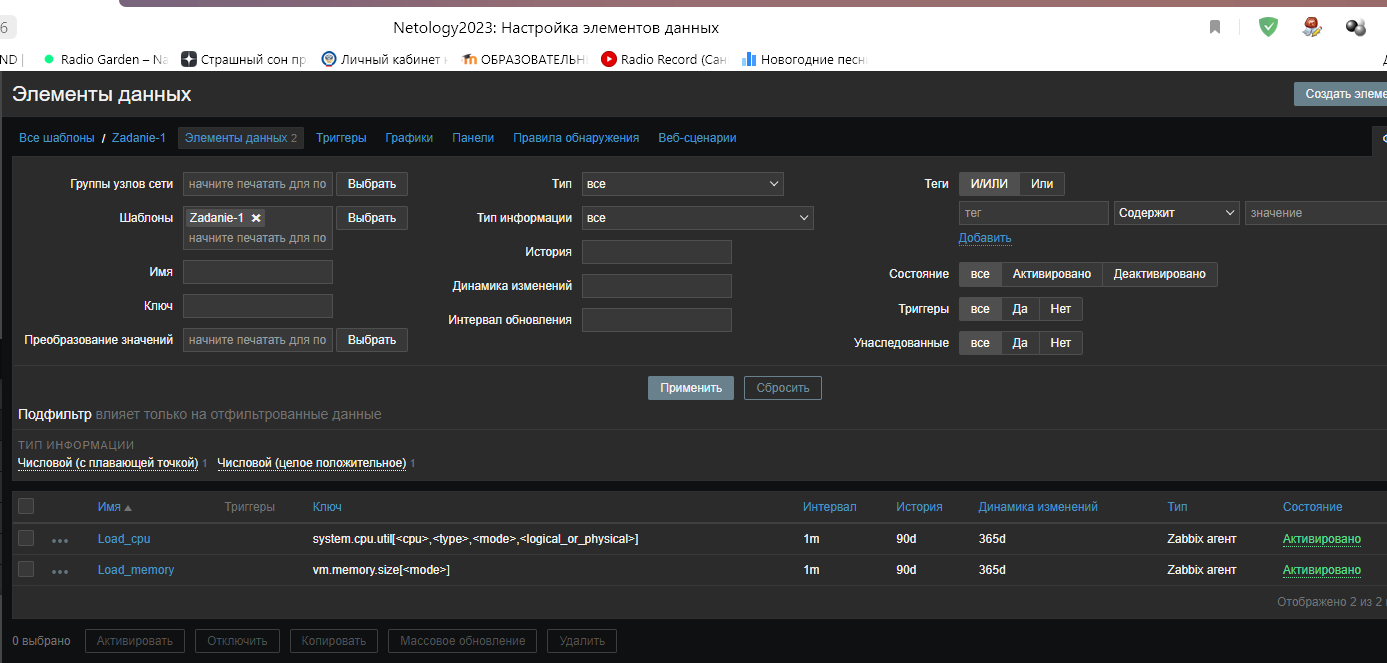 6
Netology2023: Настройка элементов данных
ND | Radio Garden – Na Страшный сон пр Личный кабинет ОБРАЗОВАТЕЛЬН Radio Record (Сан Новогодние песн
Элементы данных
Создать элеме
Все шаблоны / Zadanie-1 Элементы данных 2 Триггеры Графики Панели Правила обнаружения Веб-сценарии
Группы узлов сети начните печатать для по Выбрать Тип все Теги И/ИЛИ Или
Шаблоны Zadanie-1 Выбрать Тип информации все тег Содержит значение
начните печатать для по История Добавить
Имя Динамика изменений Состояние все Активировано Деактивировано
Ключ Интервал обновления Триггеры все Да Нет
Преобразование значений начните печатать для по Выбрать Унаследованные все Да Нет
Применить Сбросить
Подфильтр влияет только на отфильтрованные данные
ТИП ИНФОРМАЦИИ
Числовой (с плавающей точкой) 1 Числовой (целое положительное) 1
Имя Триггеры Ключ Интервал История Динамика изменений Тип Состояние
Load_cpu system.cpu.util[<cpu>,<type>,<mode>,<logical_or_physical>] 1m 90d 365d Zabbix агент Активировано
Load_memory vm.memory.size[<mode>] 1m 90d 365d Zabbix агент Активировано
Отображено 2 из 2
0 выбрано Активировать Отключить Копировать Массовое обновление Удалить